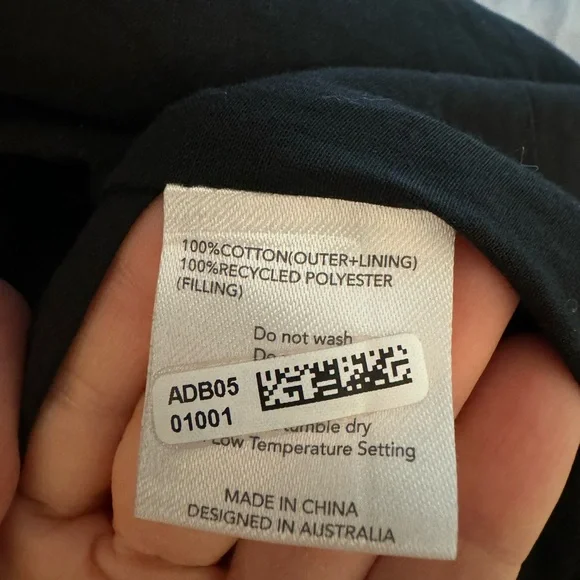 100%COTTON(OUTER+LINING)
100%RECYCLED POLYESTER
(FILLING)
Do not wash
ADB05
01001
tumble dry
Low Temperature Setting
MADE IN CHINA
DESIGNED IN AUSTRALIA